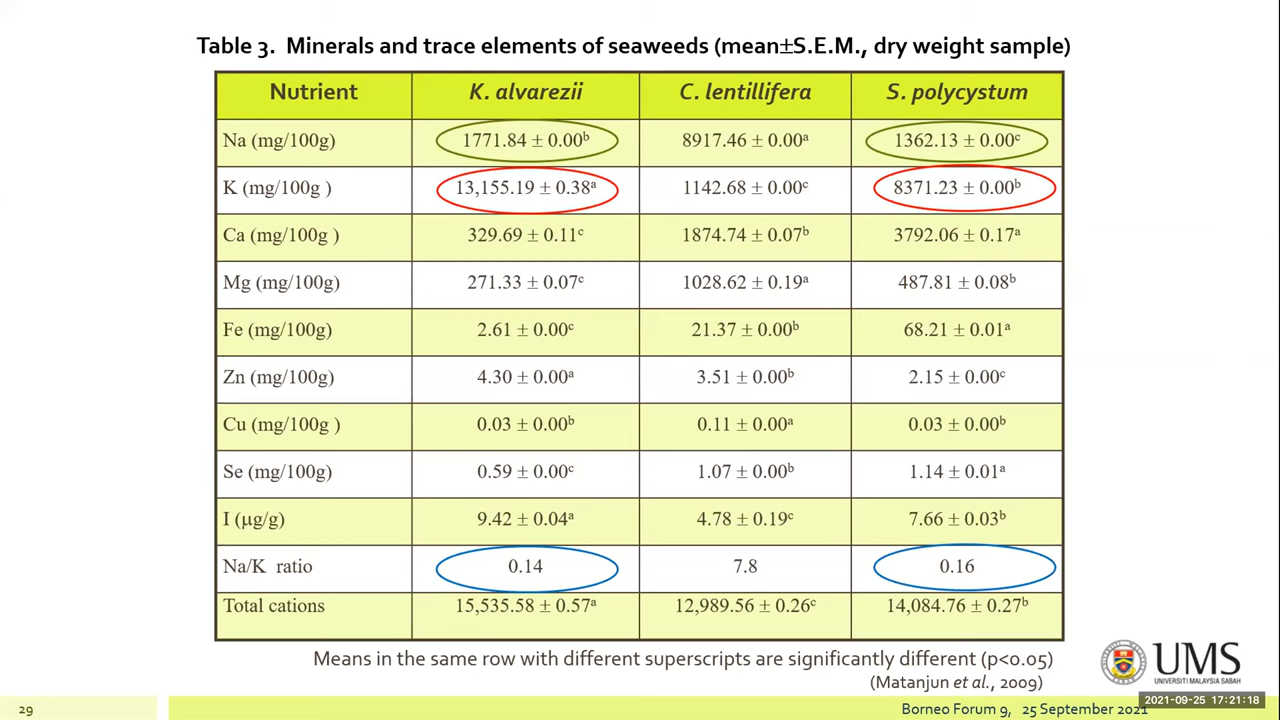 Table 3. Minerals and trace elements of seaweeds (mean±S.E.M., dry weight sample)
Nutrient K. alvarezii C. lentillifera S. polycystum
Na (mg/100g) 1771.84 ± 0.00ᵇ 8917.46 ± 0.00ᵃ 1362.13 ± 0.00ᶜ
K (mg/100g ) 13,155.19 ± 0.38ᵃ 1142.68 ± 0.00ᶜ 8371.23 ± 0.00ᵇ
Ca (mg/100g ) 329.69 ± 0.11ᶜ 1874.74 ± 0.07ᵇ 3792.06 ± 0.17ᵃ
Mg (mg/100g) 271.33 ± 0.07ᶜ 1028.62 ± 0.19ᵃ 487.81 ± 0.08ᵇ
Fe (mg/100g) 2.61 ± 0.00ᶜ 21.37 ± 0.00ᵇ 68.21 ± 0.01ᵃ
Zn (mg/100g) 4.30 ± 0.00ᵃ 3.51 ± 0.00ᵇ 2.15 ± 0.00ᶜ
Cu (mg/100g ) 0.03 ± 0.00ᵇ 0.11 ± 0.00ᵃ 0.03 ± 0.00ᵇ
Se (mg/100g) 0.59 ± 0.00ᶜ 1.07 ± 0.00ᵇ 1.14 ± 0.01ᵃ
I (μg/g) 9.42 ± 0.04ᵃ 4.78 ± 0.19ᶜ 7.66 ± 0.03ᵇ
Na/K ratio 0.14 7.8 0.16
Total cations 15,535.58 ± 0.57ᵃ 12,989.56 ± 0.26ᶜ 14,084.76 ± 0.27ᵇ
Means in the same row with different superscripts are significantly different (p<0.05)
(Matanjun et al., 2009)
UMS
UNIVERSITI MALAYSIA SABAH
2021-09-25 17:21:18
29
Borneo Forum 9, 25 September 2021